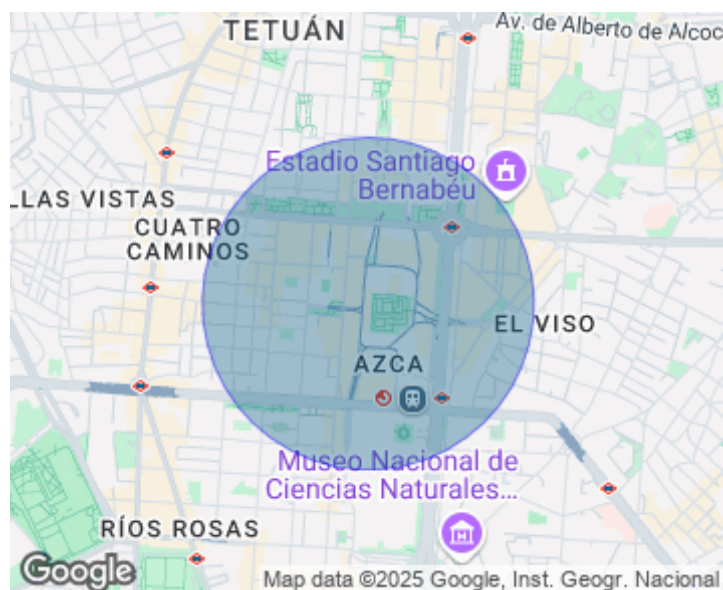 TETUÁN
Av. de Alberto de Alcoc
Estadio Santiago
Bernabéu
LLAS VISTAS
CUATRO
CAMINOS
EL VISO
AZCA
Museo Nacional de
Ciencias Naturales...
RÍOS ROSAS
Google
Map data ©2025 Google, Inst. Geogr. Nacional